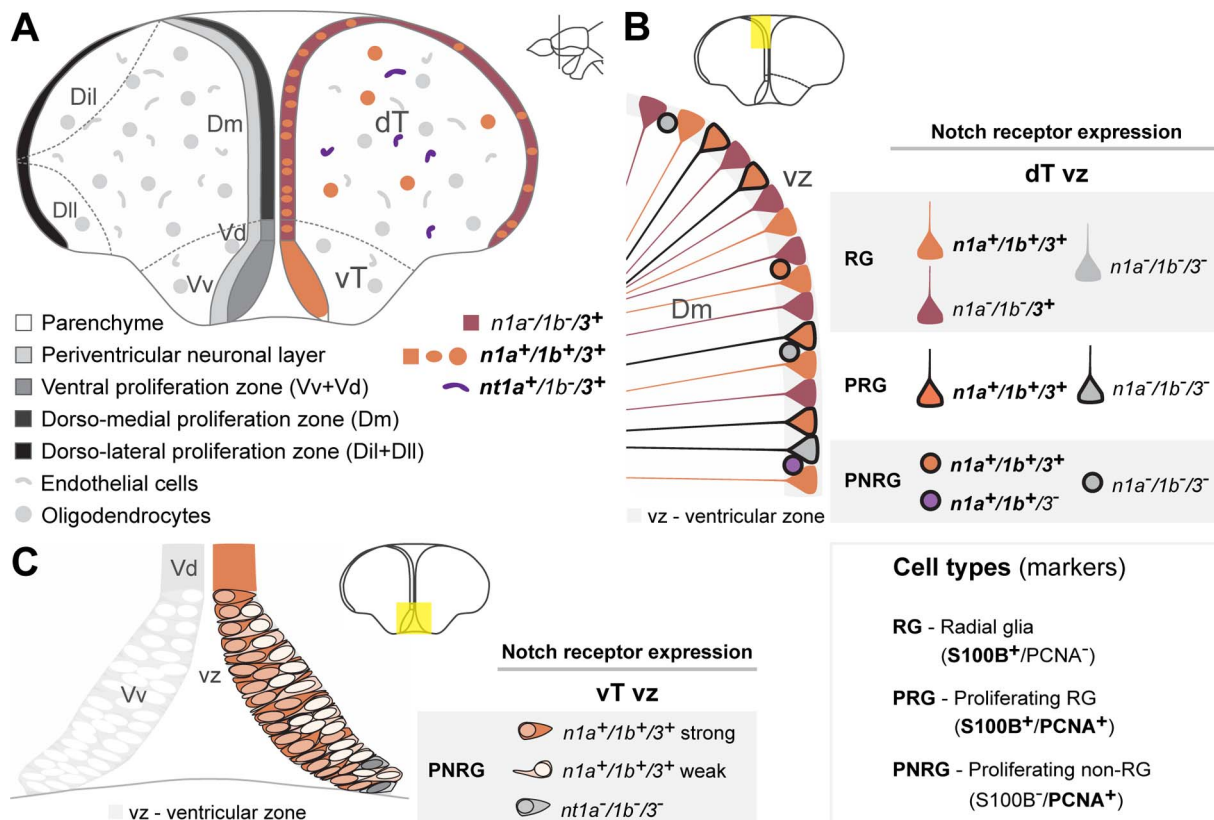 A
Dil
Dm
dT
Dll
Vd
Vv
vT
Parenchyme
Periventricular neuronal layer
Ventral proliferation zone (Vv+Vd)
Dorso-medial proliferation zone (Dm)
Dorso-lateral proliferation zone (Dil+Dll)
Endothelial cells
Oligodendrocytes
n1a⁻/1b⁻/3⁺
n1a⁺/1b⁺/3⁺
nt1a⁺/1b⁻/3⁺
B
vz
Dm
vz - ventricular zone
Notch receptor expression
dT vz
RG
n1a⁺/1b⁺/3⁺
n1a⁻/1b⁻/3⁻
n1a⁻/1b⁻/3⁺
PRG
n1a⁺/1b⁺/3⁺
n1a⁻/1b⁻/3⁻
PNRG
n1a⁺/1b⁺/3⁺
n1a⁺/1b⁺/3⁻
n1a⁻/1b⁻/3⁻
C
Vd
vz
Vv
vz - ventricular zone
Notch receptor expression
vT vz
PNRG
n1a⁺/1b⁺/3⁺ strong
n1a⁺/1b⁺/3⁺ weak
nt1a⁻/1b⁻/3⁻
Cell types (markers)
RG - Radial glia
(S100B⁺/PCNA⁻)
PRG - Proliferating RG
(S100B⁺/PCNA⁺)
PNRG - Proliferating non-RG
(S100B⁻/PCNA⁺)